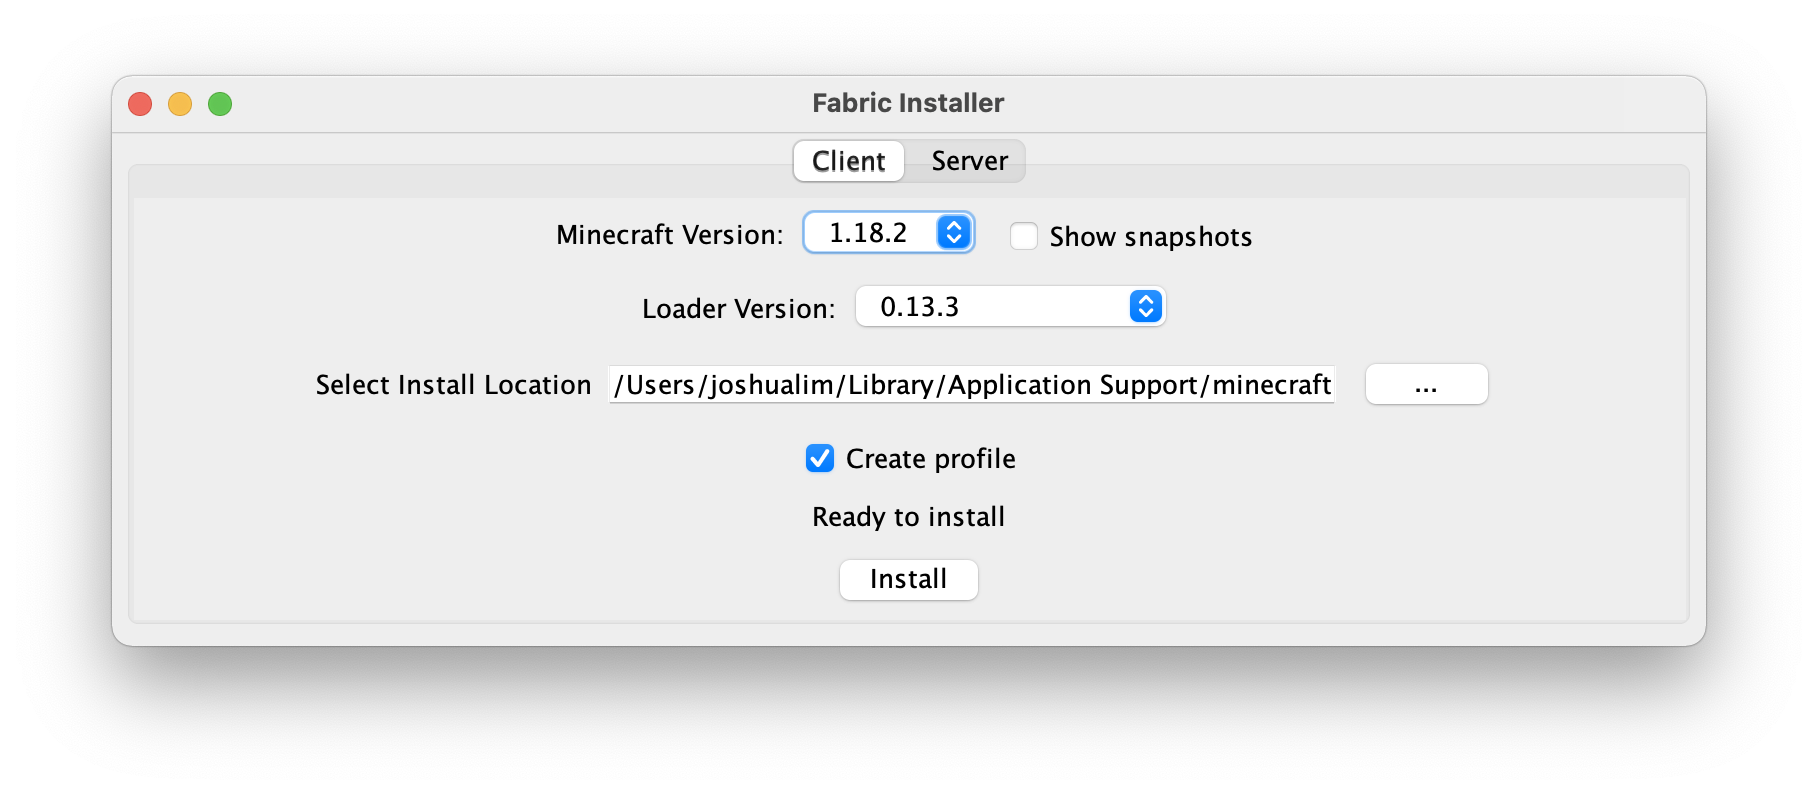 Fabric Installer
Client Server
Minecraft Version: 1.18.2 Show snapshots
Loader Version: 0.13.3
Select Install Location /Users/joshualim/Library/Application Support/minecraft ...
Create profile
Ready to install
Install